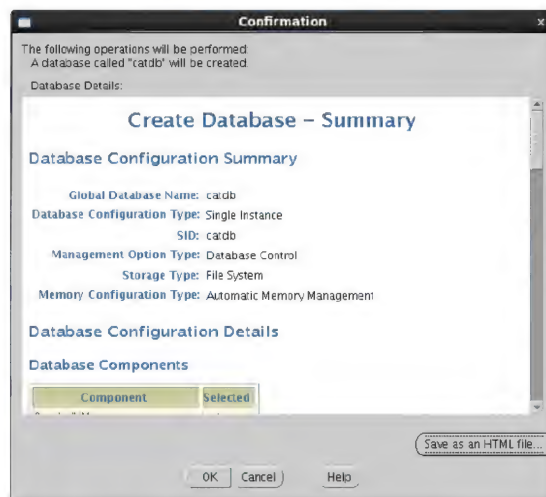 Confirmation
x
The following operations will be performed:
A database called "catdb" will be created.
Database Details:
Create Database – Summary
Database Configuration Summary
Global Database Name: catdb
Database Configuration Type: Single Instance
SID: catdb
Management Option Type: Database Control
Storage Type: File System
Memory Configuration Type: Automatic Memory Management
Database Configuration Details
Database Components
Component Selected
Save as an HTML file...
OK Cancel Help